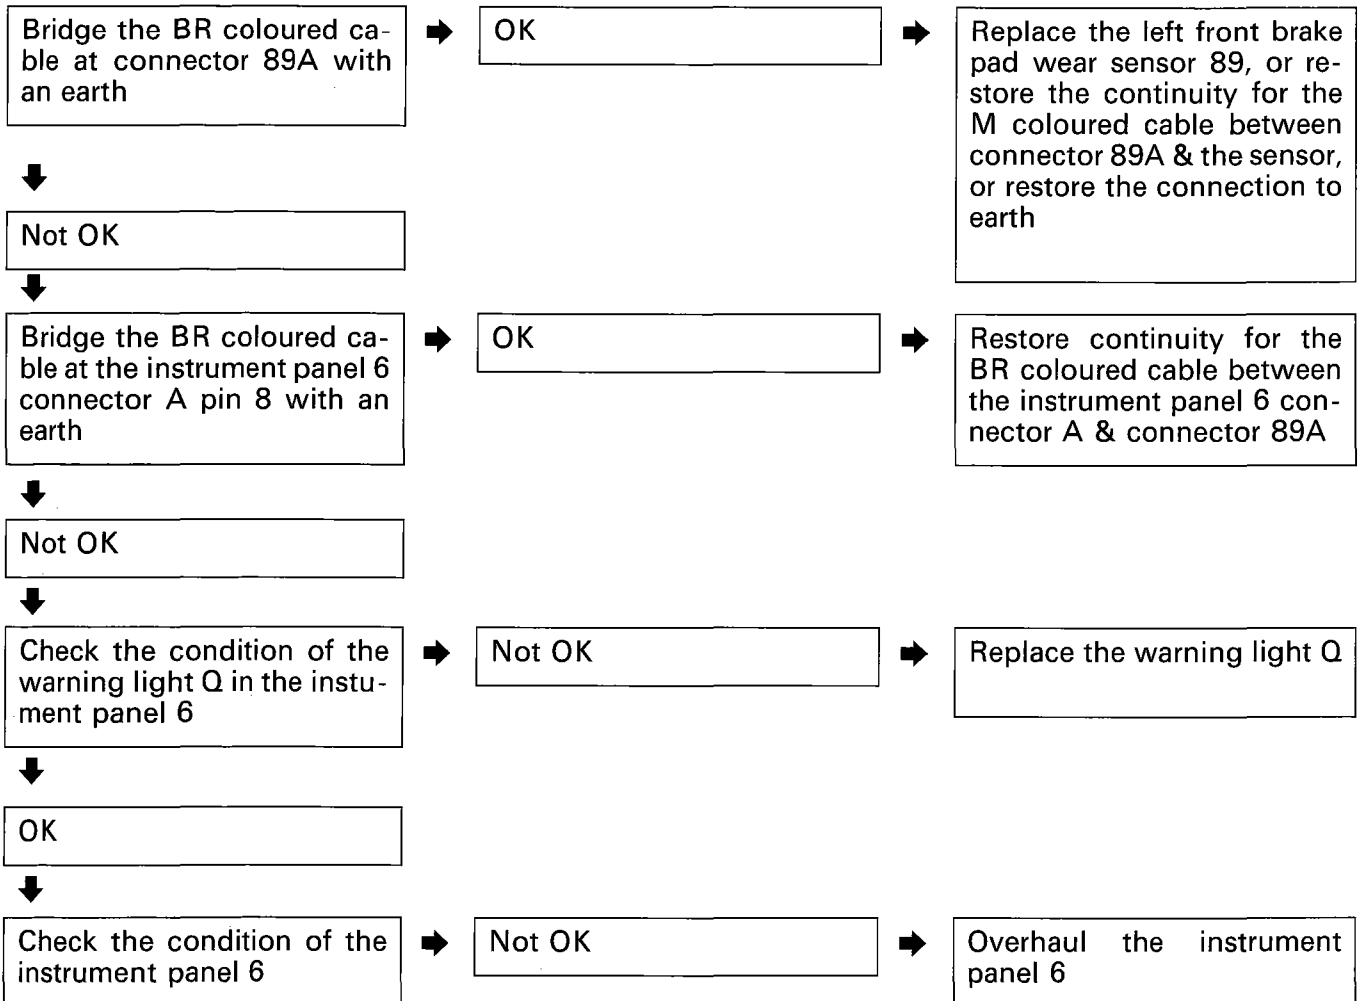 Bridge the BR coloured ca-
ble at connector 89A with
an earth
OK
Replace the left front brake
pad wear sensor 89, or re-
store the continuity for the
M coloured cable between
connector 89A & the sensor,
or restore the connection to
earth
Not OK
Bridge the BR coloured ca-
ble at the instrument panel 6
connector A pin 8 with an
earth
OK
Restore continuity for the
BR coloured cable between
the instrument panel 6 con-
nector A & connector 89A
Not OK
Check the condition of the
warning light Q in the instu-
ment panel 6
Not OK
Replace the warning light Q
OK
Check the condition of the
instrument panel 6
Not OK
Overhaul the instrument
panel 6